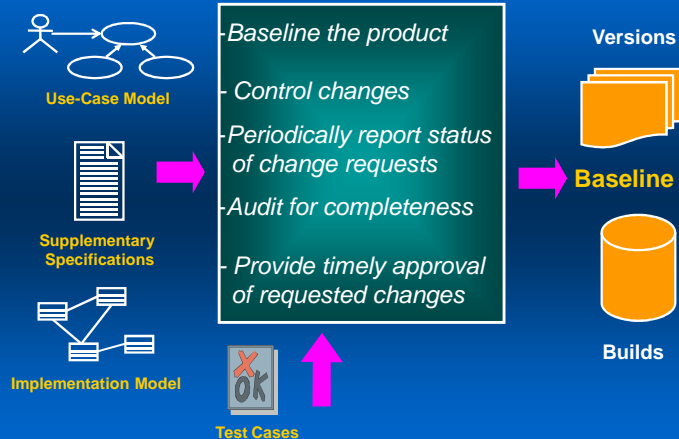 Use-Case Model
Supplementary
Specifications
Implementation Model
-Baseline the product
- Control changes
-Periodically report status
of change requests
-Audit for completeness
- Provide timely approval
of requested changes
X
OK
Test Cases
Versions
Baseline
Builds